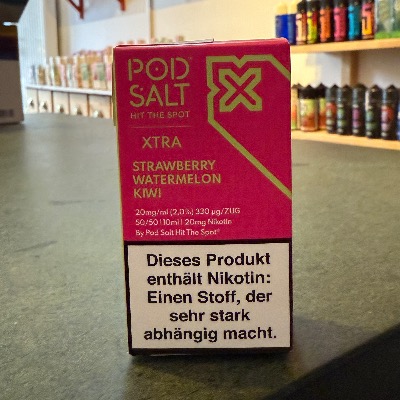 POD
SALT
HIT THE SPOT
X
XTRA
STRAWBERRY
WATERMELON
KIWI
20mg/ml (2,0%) 330 µg/ZUG
50/50 | 10ml | 20mg Nikotin
By Pod Salt Hit The Spot®
Dieses Produkt
enthält Nikotin:
Einen Stoff, der
sehr stark
abhängig macht.